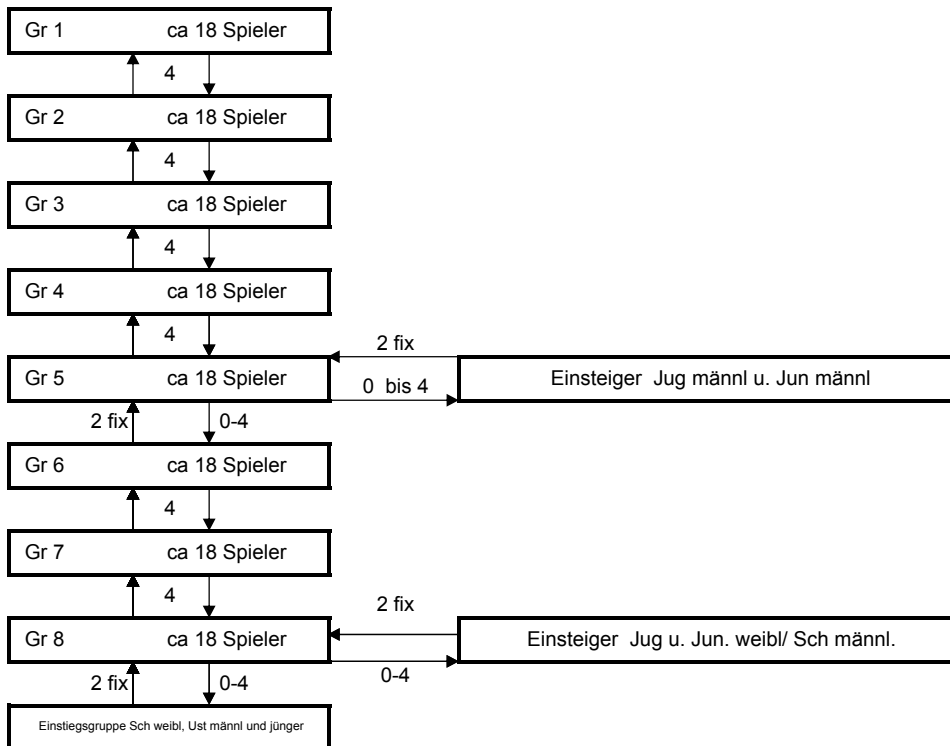 Gr 1 ca 18 Spieler
4
Gr 2 ca 18 Spieler
4
Gr 3 ca 18 Spieler
4
Gr 4 ca 18 Spieler
4
2 fix
Gr 5 ca 18 Spieler
0 bis 4
Einsteiger Jug männl u. Jun männl
2 fix 0-4
Gr 6 ca 18 Spieler
4
Gr 7 ca 18 Spieler
4
2 fix
Gr 8 ca 18 Spieler
Einsteiger Jug u. Jun. weibl/ Sch männl.
0-4
2 fix 0-4
Einstiegsgruppe Sch weibl, Ust männl und jünger